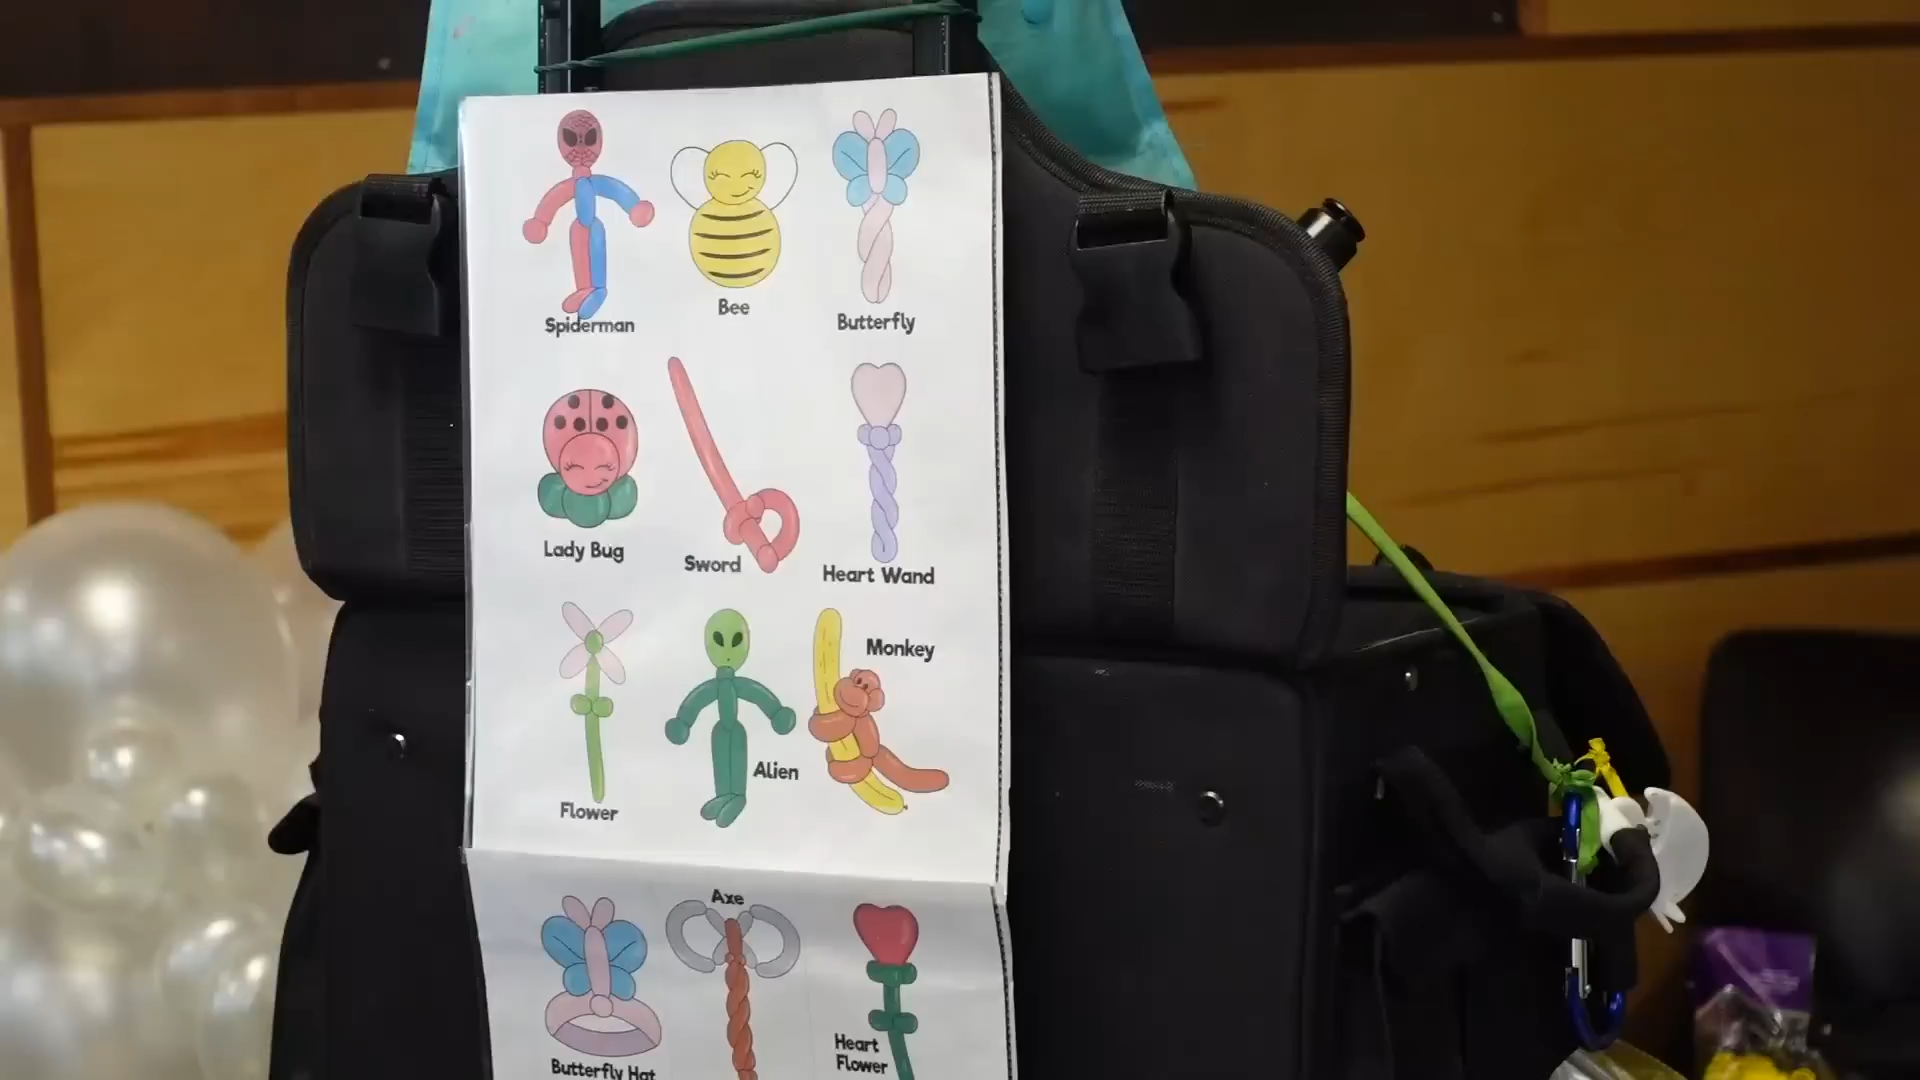 Spiderman
Bee
Butterfly
Lady Bug
Sword
Heart Wand
Flower
Alien
Monkey
Butterfly Hat
Axe
Heart
Flower